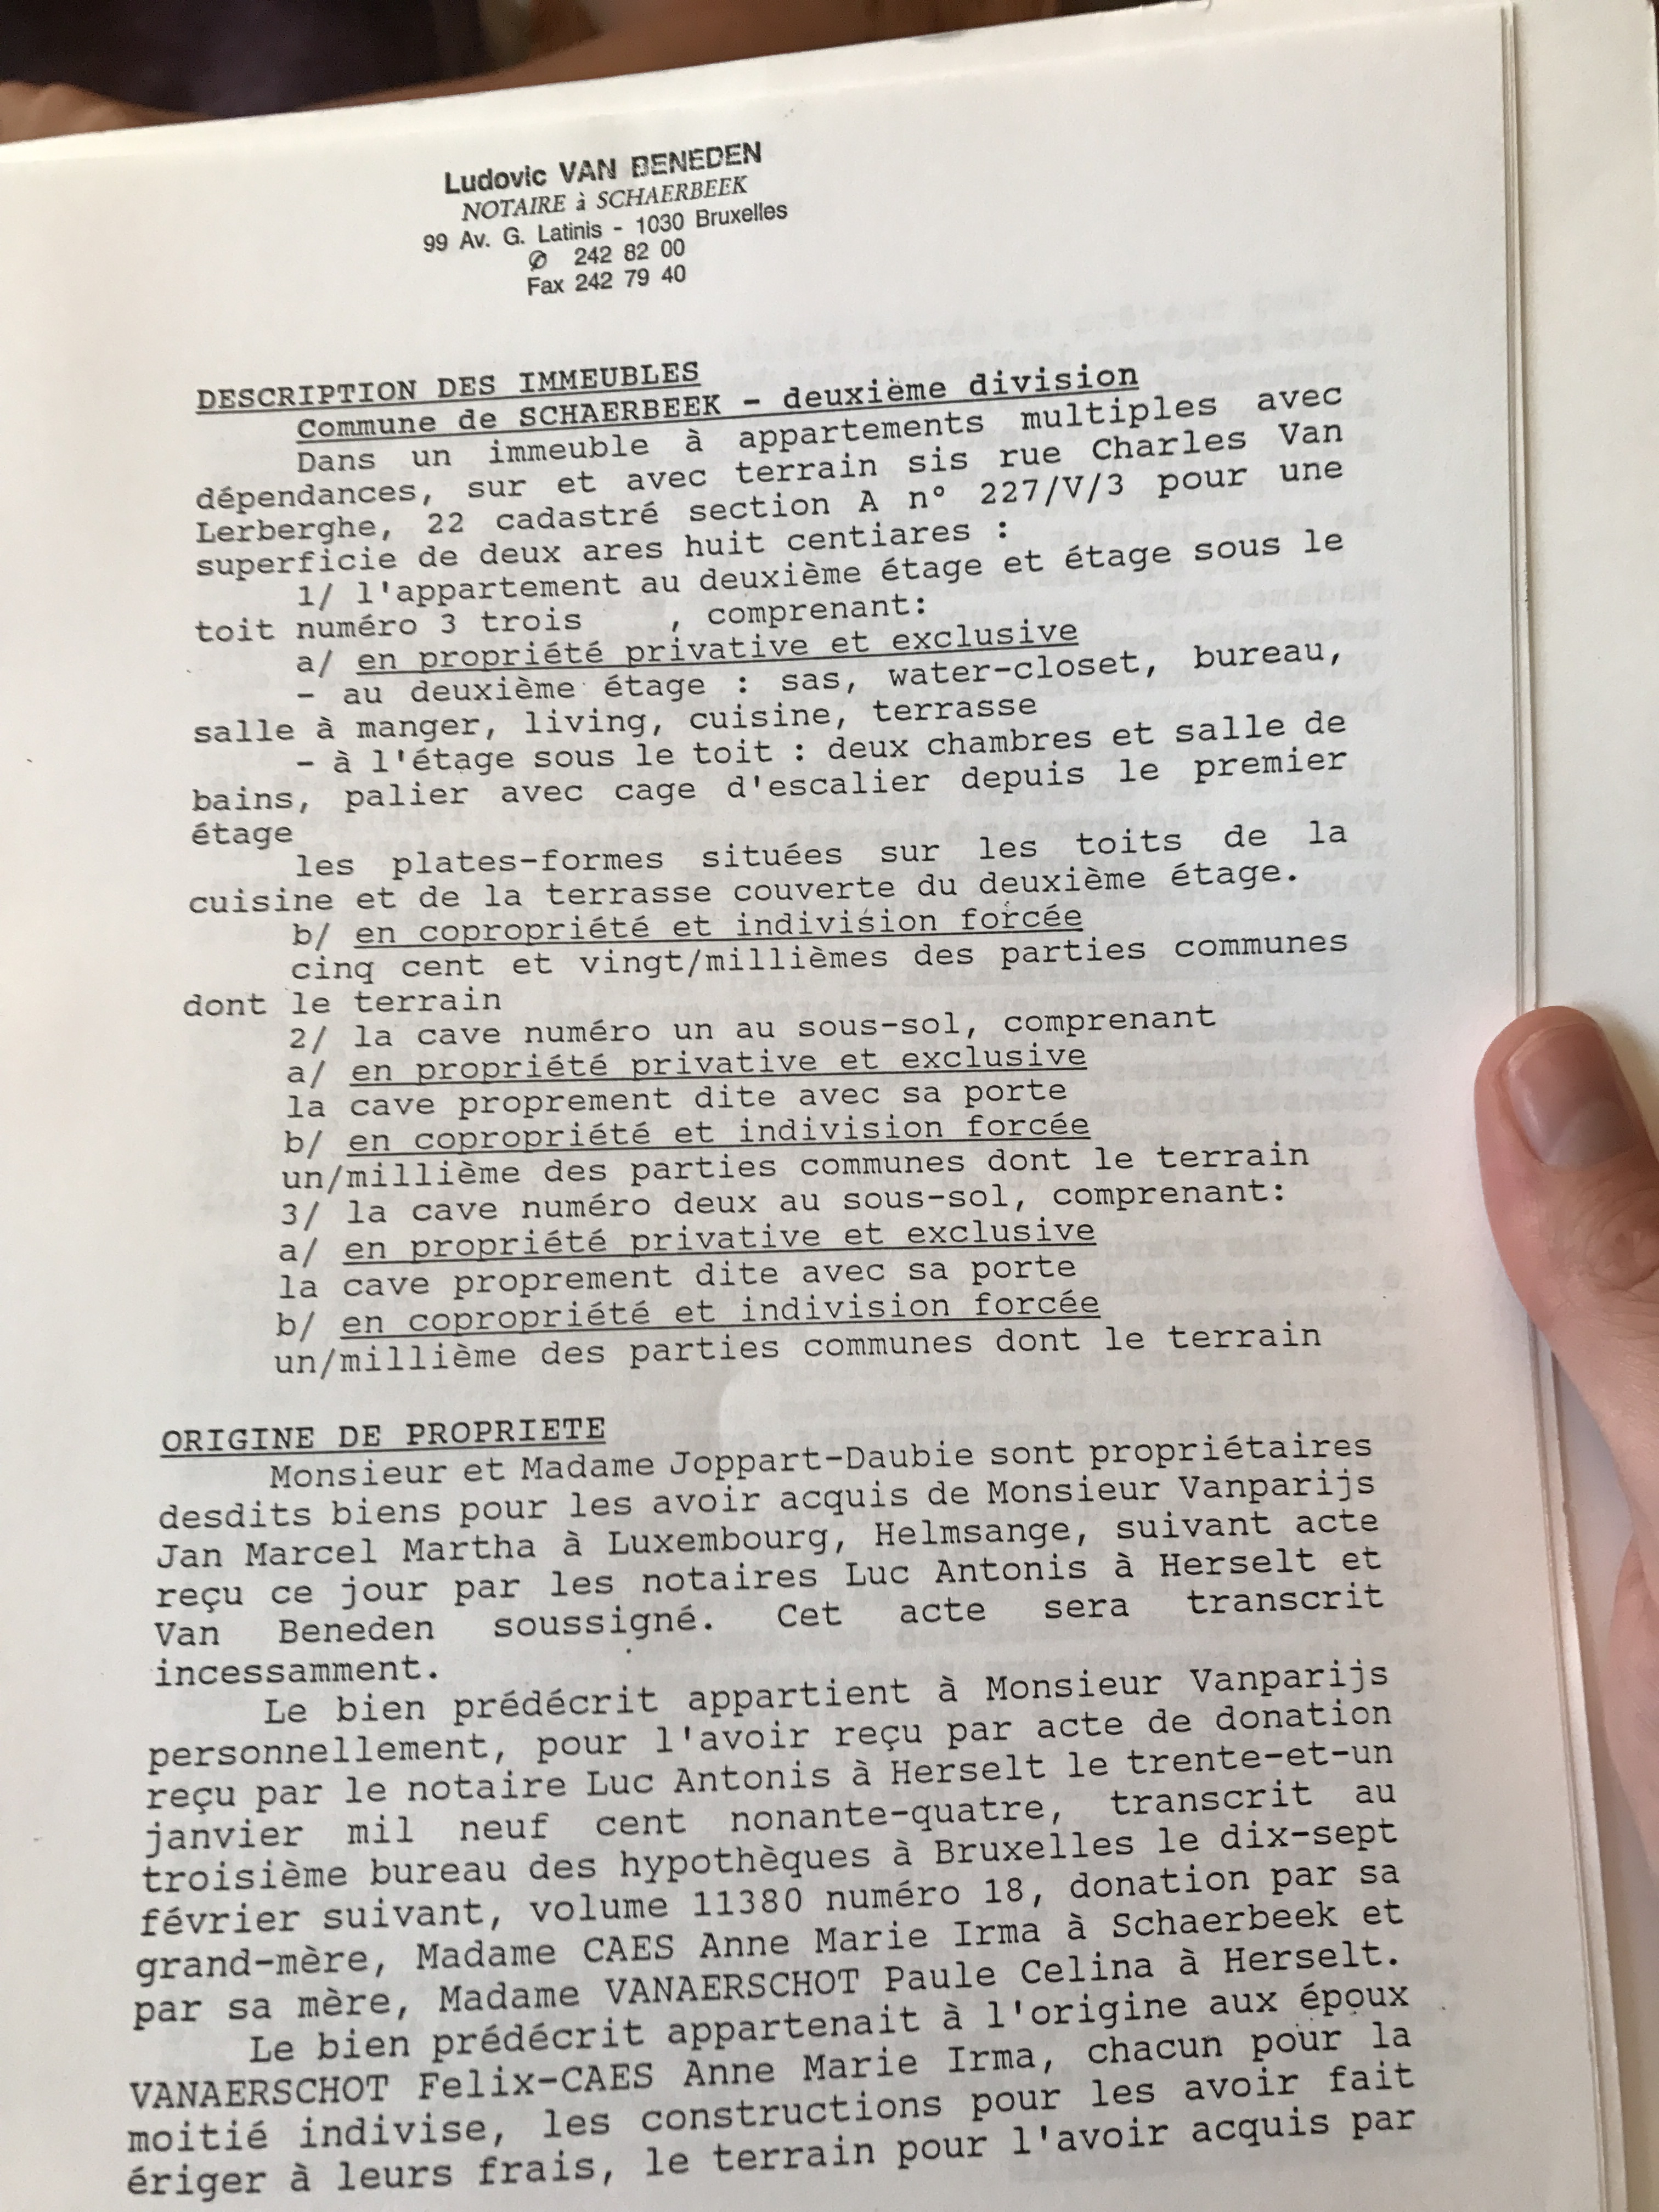 Ludovic VAN BENEDEN
NOTAIRE à SCHAERBEEK
99 Av. G. Latinis - 1030 Bruxelles
✆ 242 82 00
Fax 242 79 40
DESCRIPTION DES IMMEUBLES
Commune de SCHAERBEEK - deuxième division
Dans un immeuble à appartements multiples avec
dépendances, sur et avec terrain sis rue Charles Van
Lerberghe, 22 cadastré section A n° 227/V/3 pour une
superficie de deux ares huit centiares :
1/ l'appartement au deuxième étage et étage sous le
toit numéro 3 trois , comprenant:
a/ en propriété privative et exclusive
- au deuxième étage : sas, water-closet, bureau,
salle à manger, living, cuisine, terrasse
- à l'étage sous le toit : deux chambres et salle de
bains, palier avec cage d'escalier depuis le premier
étage
les plates-formes situées sur les toits de la
cuisine et de la terrasse couverte du deuxième étage.
b/ en copropriété et indivision forcée
cinq cent et vingt/millièmes des parties communes
dont le terrain
2/ la cave numéro un au sous-sol, comprenant
a/ en propriété privative et exclusive
la cave proprement dite avec sa porte
b/ en copropriété et indivision forcée
un/millième des parties communes dont le terrain
3/ la cave numéro deux au sous-sol, comprenant:
a/ en propriété privative et exclusive
la cave proprement dite avec sa porte
b/ en copropriété et indivision forcée
un/millième des parties communes dont le terrain
ORIGINE DE PROPRIETE
Monsieur et Madame Joppart-Daubie sont propriétaires
desdits biens pour les avoir acquis de Monsieur Vanparijs
Jan Marcel Martha à Luxembourg, Helmsange, suivant acte
reçu ce jour par les notaires Luc Antonis à Herselt et
Van Beneden soussigné. Cet acte sera transcrit
incessamment.
Le bien prédécrit appartient à Monsieur Vanparijs
personnellement, pour l'avoir reçu par acte de donation
reçu par le notaire Luc Antonis à Herselt le trente-et-un
janvier mil neuf cent nonante-quatre, transcrit au
troisième bureau des hypothèques à Bruxelles le dix-sept
février suivant, volume 11380 numéro 18, donation par sa
grand-mère, Madame CAES Anne Marie Irma à Schaerbeek et
par sa mère, Madame VANAERSCHOT Paule Celina à Herselt.
Le bien prédécrit appartenait à l'origine aux époux
VANAERSCHOT Felix-CAES Anne Marie Irma, chacun pour la
moitié indivise, les constructions pour les avoir fait
ériger à leurs frais, le terrain pour l'avoir acquis par